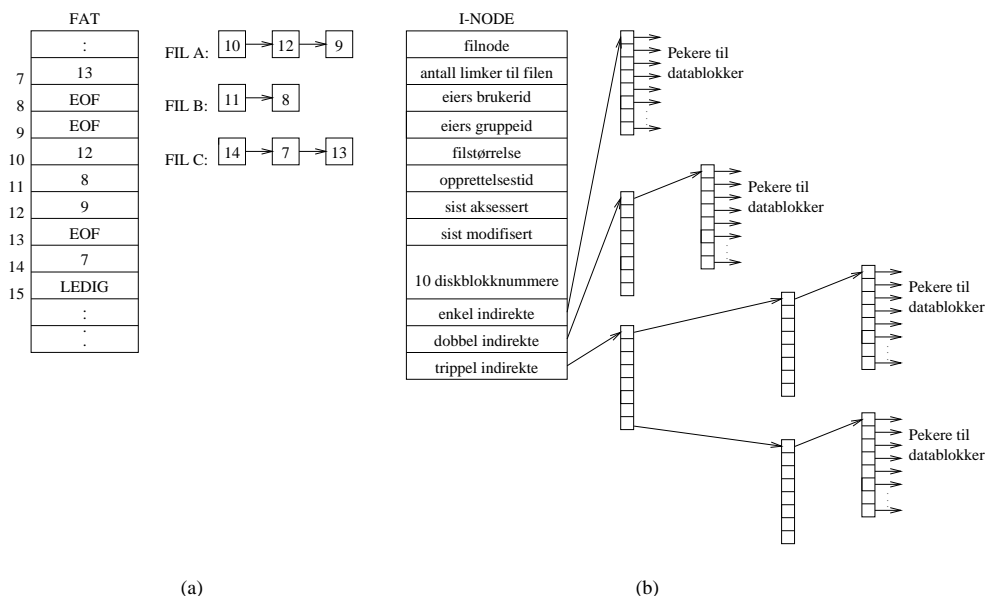 FAT
:
7 13
8 EOF
9 EOF
10 12
11 8
12 9
13 EOF
14 7
15 LEDIG
:
:
FIL A: 10 12 9
FIL B: 11 8
FIL C: 14 7 13
(a)
I-NODE
filnode
antall limker til filen
eiers brukerid
eiers gruppeid
filstørrelse
opprettelsestid
sist aksessert
sist modifisert
10 diskblokknummere
enkel indirekte
dobbel indirekte
trippel indirekte
Pekere til
datablokker
Pekere til
datablokker
Pekere til
datablokker
Pekere til
datablokker
(b)